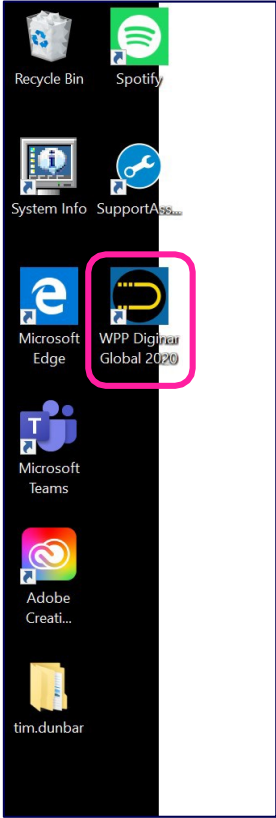 Recycle Bin
Spotify
System Info
SupportAss...
Microsoft
Edge
WPP Diginar
Global 2020
Microsoft
Teams
Adobe
Creati...
tim.dunbar